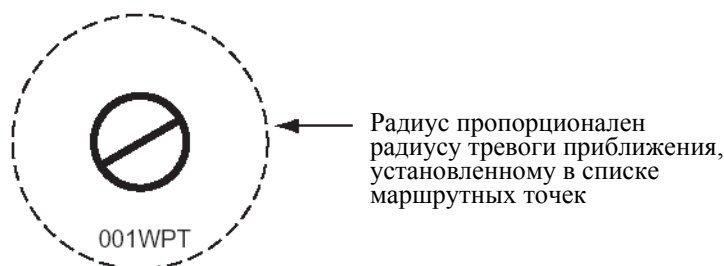 Радиус пропорционален
радиусу тревоги приближения,
установленному в списке
маршрутных точек
001WPT